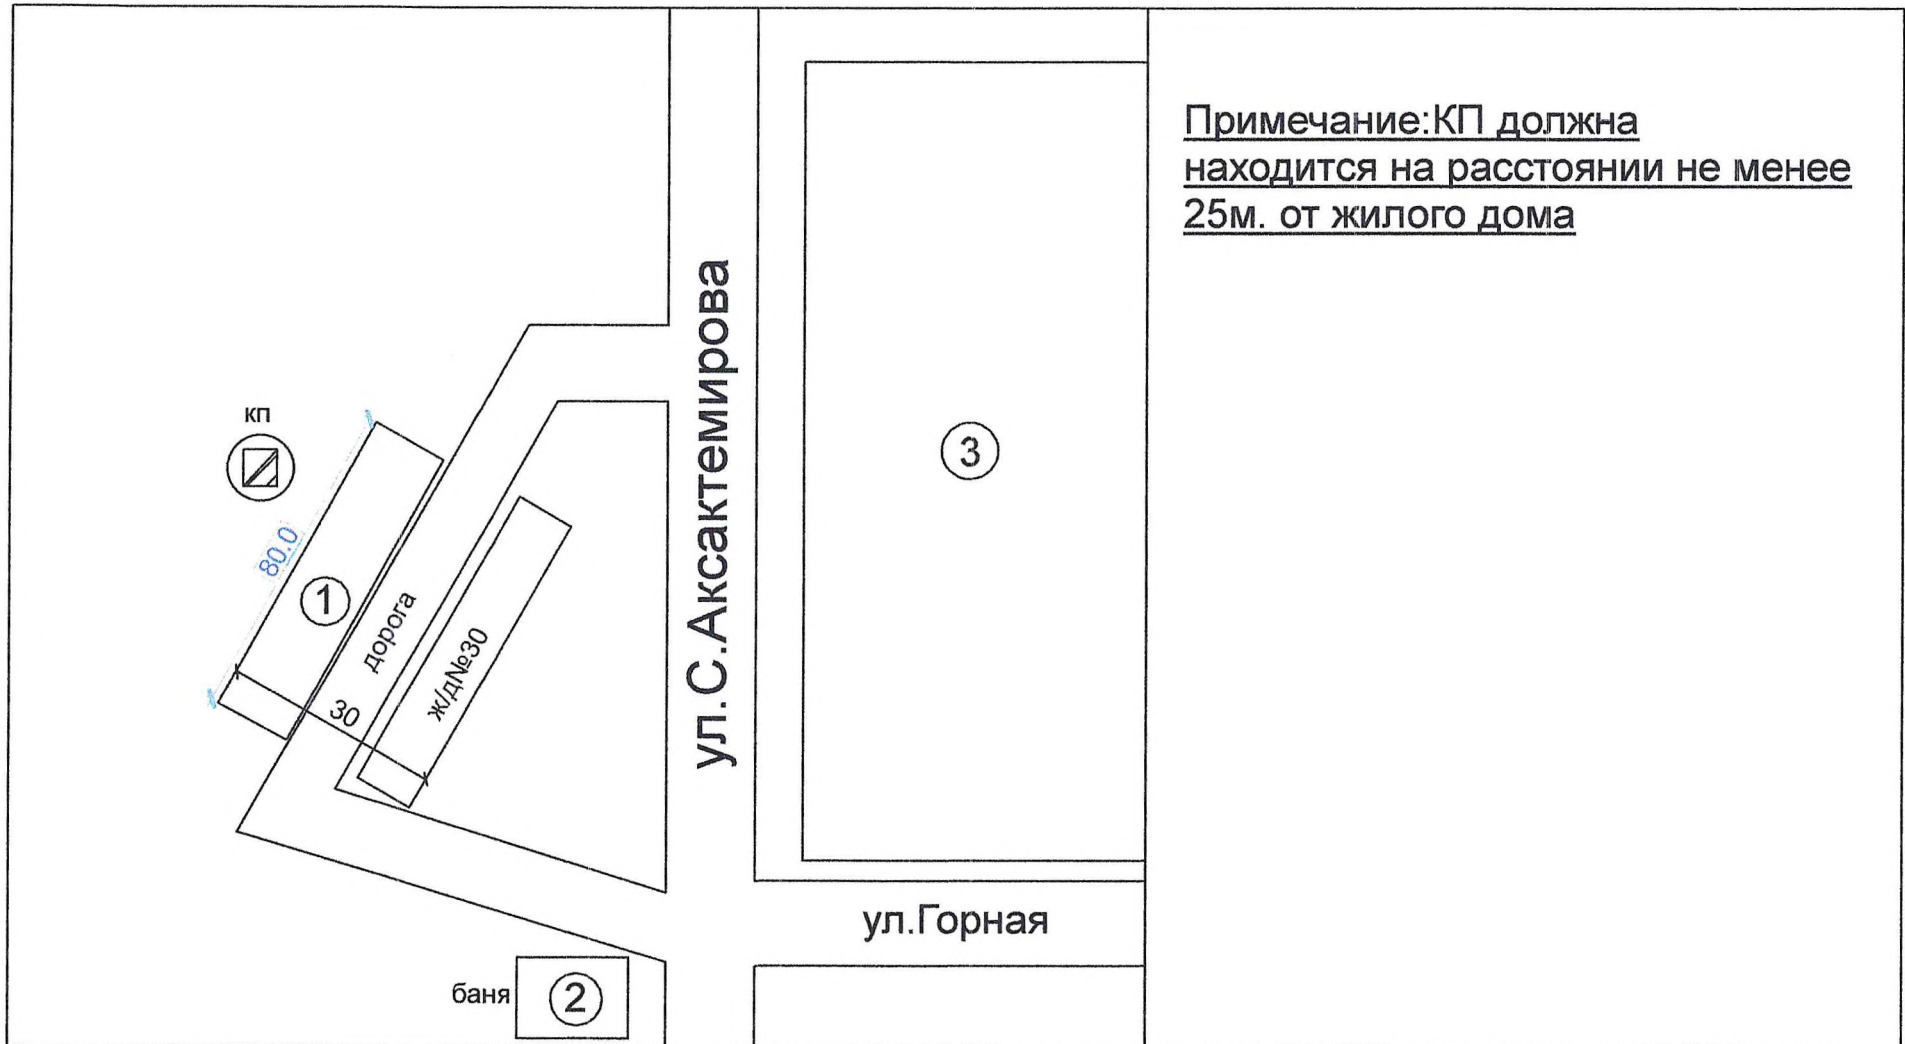 Примечание:КП должна
находится на расстоянии не менее
25м. от жилого дома
ул.С.Аксактемирова
кп
3
80.0
1
дорога
ж/д№30
30
ул.Горная
баня
2